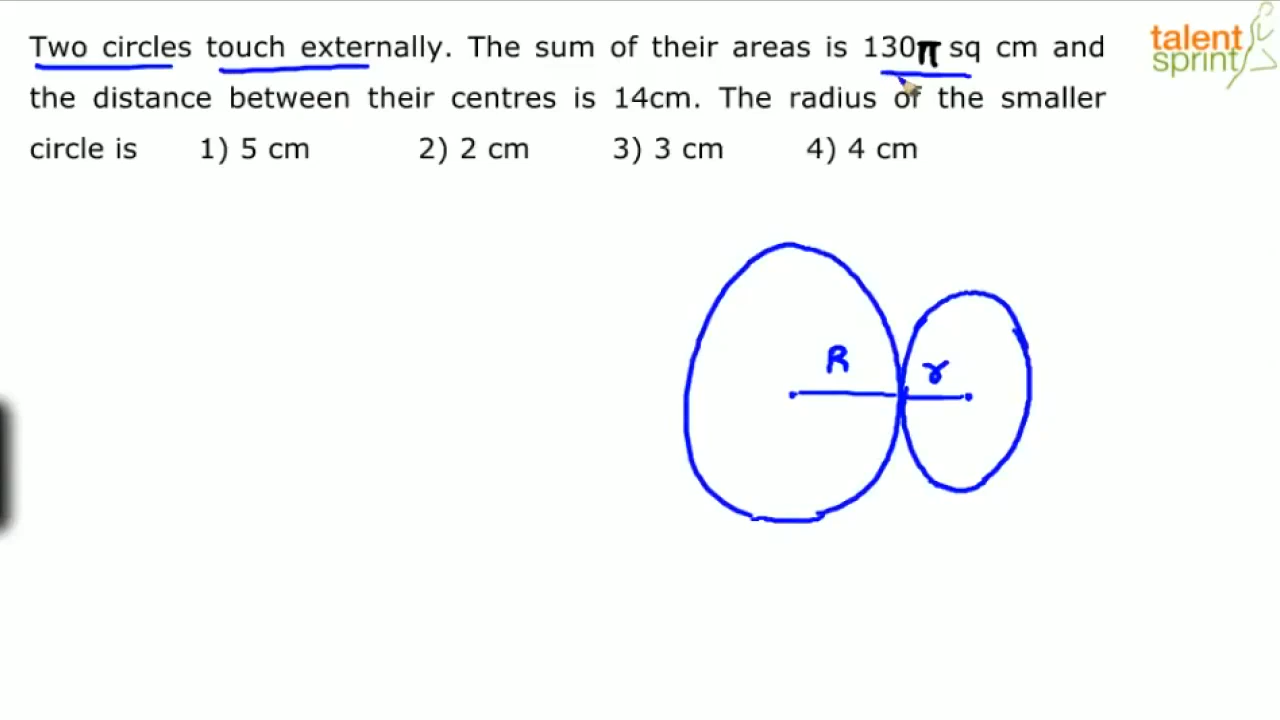 Two circles touch externally. The sum of their areas is 130π sq cm and
the distance between their centres is 14cm. The radius of the smaller
circle is 1) 5 cm 2) 2 cm 3) 3 cm 4) 4 cm
talent
sprint
R r